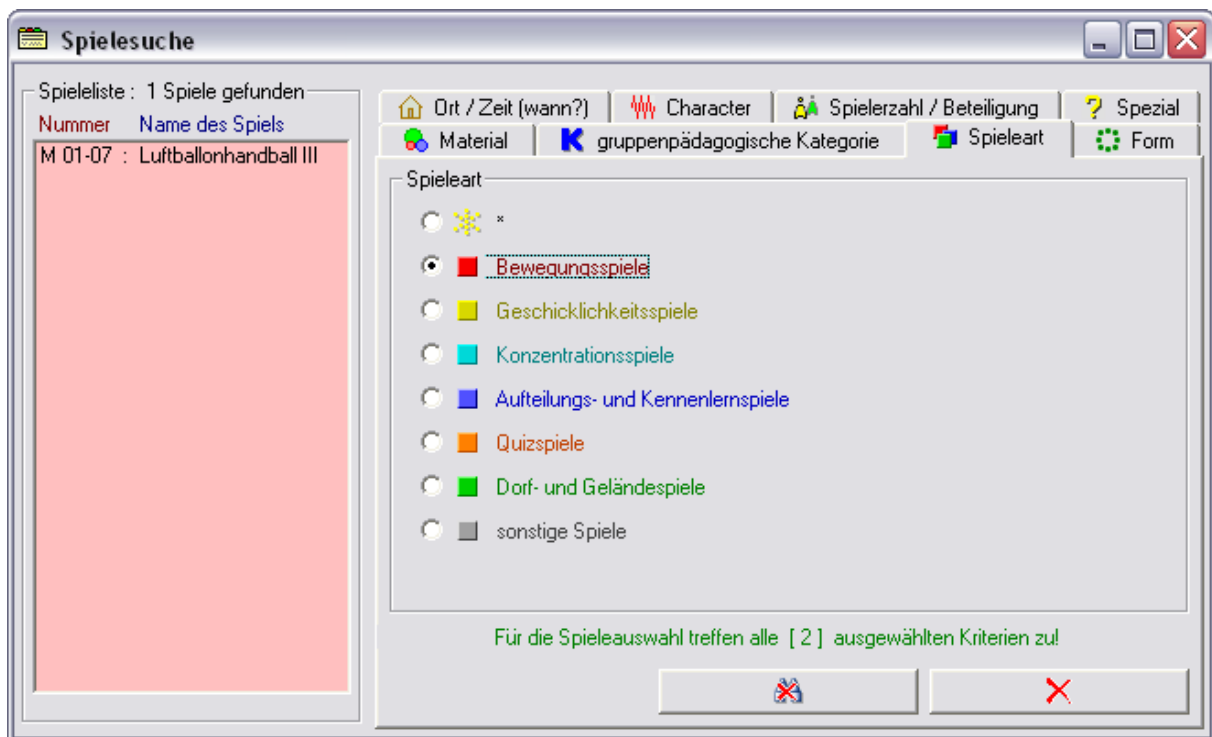 Spielesuche
Spieleliste : 1 Spiele gefunden
Nummer Name des Spiels
M 01-07 : Luftballonhandball III
Ort / Zeit (wann?) Character Spielerzahl / Beteiligung Spezial
Material gruppenpädagogische Kategorie Spieleart Form
Spieleart
*
Bewegungsspiele
Geschicklichkeitsspiele
Konzentrationsspiele
Aufteilungs- und Kennenlernspiele
Quizspiele
Dorf- und Geländespiele
sonstige Spiele
Für die Spieleauswahl treffen alle [ 2 ] ausgewählten Kriterien zu!